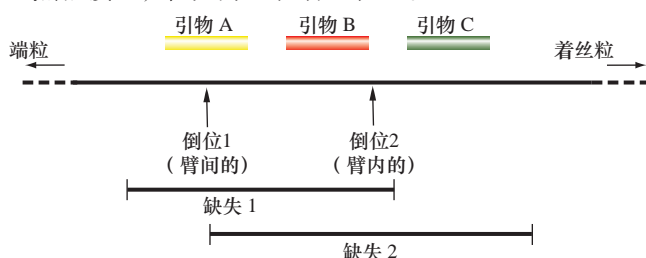 引物 A 引物 B 引物 C
端粒 着丝粒
倒位1 倒位2
（臂间的） （臂内的）
缺失 1
缺失 2